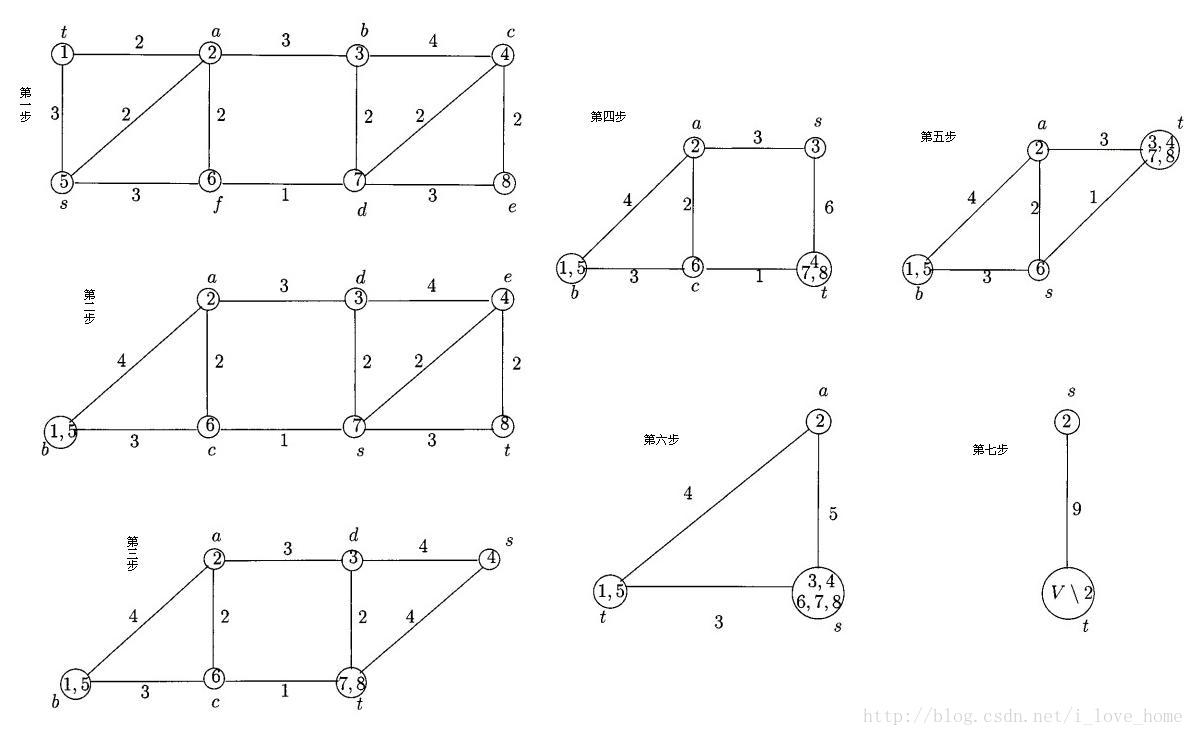 第一步
t a b c
2 3 4
1 2 3 4
3 2 2 2 2 2
5 6 7 8
3 1 3
s f d e
第二步
a d e
3 4
2 3 4
4 2 2 2 2
1,5 6 7 8
3 1 3
b c s t
第三步
a d s
3 4
2 3 4
4 2 2 4
1,5 6 7,8
3 1
b c t
第四步
a s
3
2 3
4 2 6
1,5 6 4
7,8
3 1
b c t
第五步
a t
3
2 3,4
7,8
4 2 1
1,5 6
3
b s
第六步
a
2
4 5
1,5 3,4
6,7,8
t 3 s
第七步
s
2
9
V \ 2
t
http://blog.csdn.net/i_love_home